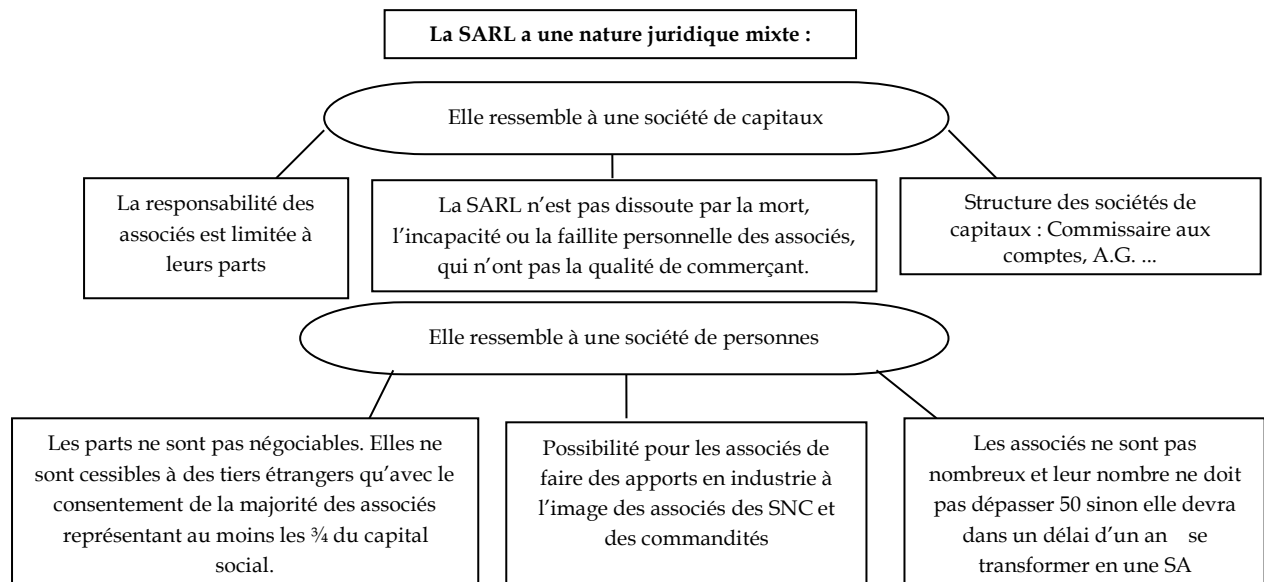 La SARL a une nature juridique mixte :
Elle ressemble à une société de capitaux
La responsabilité des
associés est limitée à
leurs parts
La SARL n’est pas dissoute par la mort,
l’incapacité ou la faillite personnelle des associés,
qui n’ont pas la qualité de commerçant.
Structure des sociétés de
capitaux : Commissaire aux
comptes, A.G. ...
Elle ressemble à une société de personnes
Les parts ne sont pas négociables. Elles ne
sont cessibles à des tiers étrangers qu’avec le
consentement de la majorité des associés
représentant au moins les ¾ du capital
social.
Possibilité pour les associés de
faire des apports en industrie à
l’image des associés des SNC et
des commandités
Les associés ne sont pas
nombreux et leur nombre ne doit
pas dépasser 50 sinon elle devra
dans un délai d’un an se
transformer en une SA